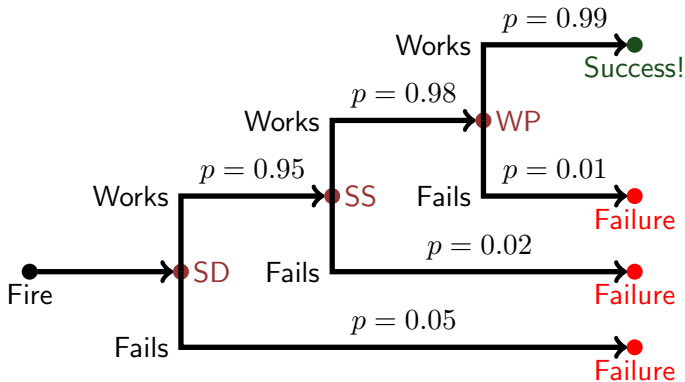 p = 0.99
Works
Success!
p = 0.98
Works
WP
p = 0.95
p = 0.01
Works
SS
Fails
Failure
p = 0.02
SD
Fails
Fire
Failure
p = 0.05
Fails
Failure